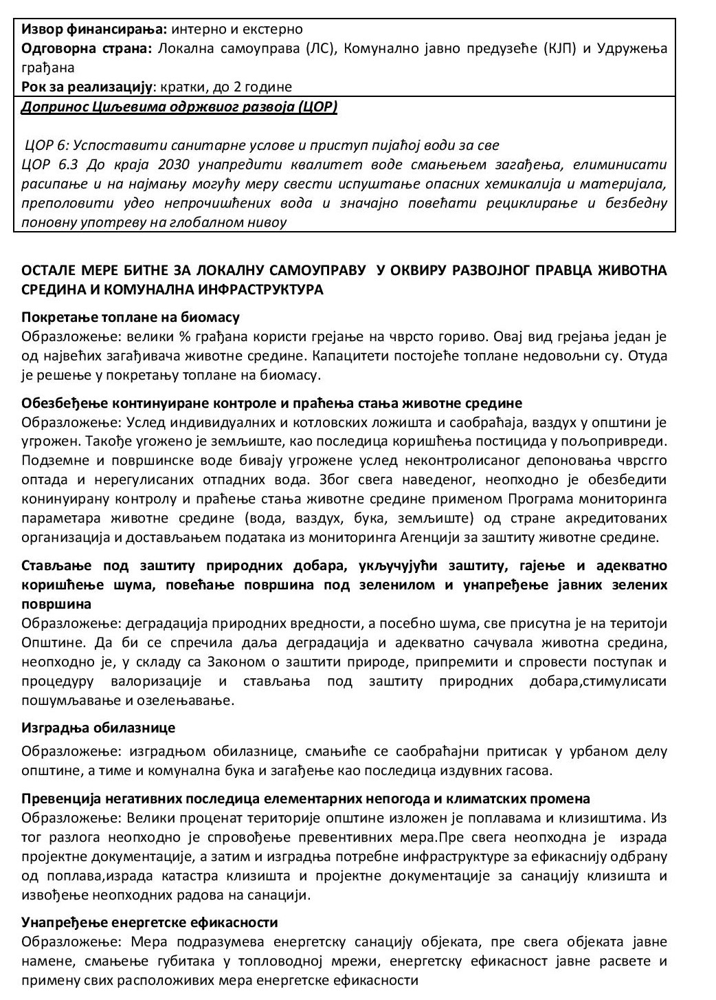 Извор финансирања: интерно и екстерно
Одговорна страна: Локална самоуправа (ЛС), Комунално јавно предузеће (КЈП) и Удружења
грађана
Рок за реализацију: кратки, до 2 године
Допринос Циљевима одрживог развоја (ЦОР)
ЦОР 6: Успоставити санитарне услове и приступ пијаћој води за све
ЦОР 6.3 До краја 2030 унапредити квалитет воде смањењем загађења, елиминисати
расипање и на најмању могућу меру свести испуштање опасних хемикалија и материјала,
преполовити удео непрочишћених вода и значајно повећати рециклирање и безбедну
поновну употреву на глобалном нивоу
ОСТАЛЕ МЕРЕ БИТНЕ ЗА ЛОКАЛНУ САМОУПРАВУ У ОКВИРУ РАЗВОЈНОГ ПРАВЦА ЖИВОТНА
СРЕДИНА И КОМУНАЛНА ИНФРАСТРУКТУРА
Покретање топлане на биомасу
Образложење: велики % грађана користи грејање на чврсто гориво. Овај вид грејања један је
од највећих загађивача животне средине. Капацитети постојеће топлане недовољни су. Отуда
је решење у покретању топлане на биомасу.
Обезбеђење континуиране контроле и праћења стања животне средине
Образложење: Услед индивидуалних и котловских ложишта и саобраћаја, ваздух у општини је
угрожен. Такође угожено је земљиште, као последица коришћења постицида у пољопривреди.
Подземне и површинске воде бивају угрожене услед неконтролисаног депоновања чврсгго
оптада и нерегулисаних отпадних вода. Због свега наведеног, неопходно је обезбедити
конинуирану контролу и праћење стања животне средине применом Програма мониторинга
параметара животне средине (вода, ваздух, бука, земљиште) од стране акредитованих
организација и достављањем података из мониторинга Агенцији за заштиту животне средине.
Стављање под заштиту природних добара, укључујући заштиту, гајење и адекватно
коришћење шума, повећање површина под зеленилом и унапређење јавних зелених
површина
Образложење: деградација природних вредности, а посебно шума, све присутна је на теритоји
Општине. Да би се спречила даља деградација и адекватно сачувала животна средина,
неопходно је, у складу са Законом о заштити природе, припремити и спровести поступак и
процедуру валоризације и стављања под заштиту природних добара,стимулисати
пошумљавање и озелењавање.
Изградња обилазнице
Образложење: изградњом обилазнице, смањиће се саобраћајни притисак у урбаном делу
општине, а тиме и комунална бука и загађење као последица издувних гасова.
Превенција негативних последица елементарних непогода и климатских промена
Образложење: Велики проценат територије општине изложен је поплавама и клизиштима. Из
тог разлога неопходно је спровођење превентивних мера.Пре свега неопходна је израда
пројектне документације, а затим и изградња потребне инфраструктуре за ефикаснију одбрану
од поплава,израда катастра клизишта и пројектне документације за санацију клизишта и
извођење неопходних радова на санацији.
Унапређење енергетске ефикасности
Образложење: Мера подразумева енергетску санацију објеката, пре свега објеката јавне
намене, смањење губитака у топловодној мрежи, енергетску ефикасност јавне расвете и
примену свих расположивих мера енергетске ефикасности